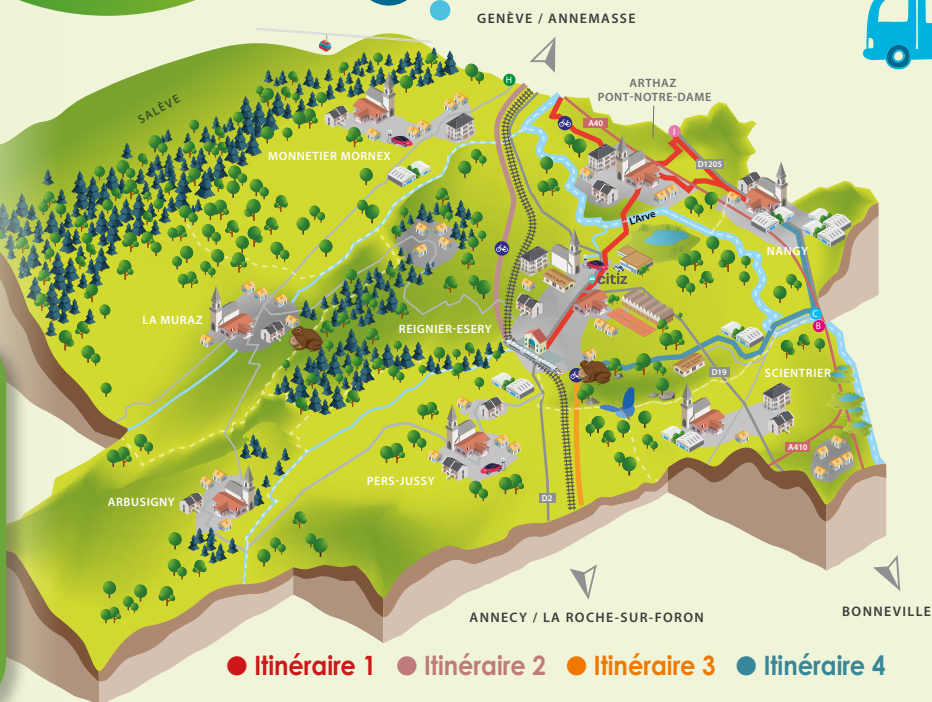 GENÈVE / ANNEMASSE
ARTHAZ
PONT-NOTRE-DAME
SALÈVE
H
A40
I
D1205
MONNETIER MORNEX
L'Arve
NANGY
citiz
LA MURAZ
REIGNIER-ESERY
C
B
D19
SCIENTRIER
A410
PERS-JUSSY
D2
ARBUSIGNY
ANNECY / LA ROCHE-SUR-FORON
BONNEVILLE
Itinéraire 1
Itinéraire 2
Itinéraire 3
Itinéraire 4